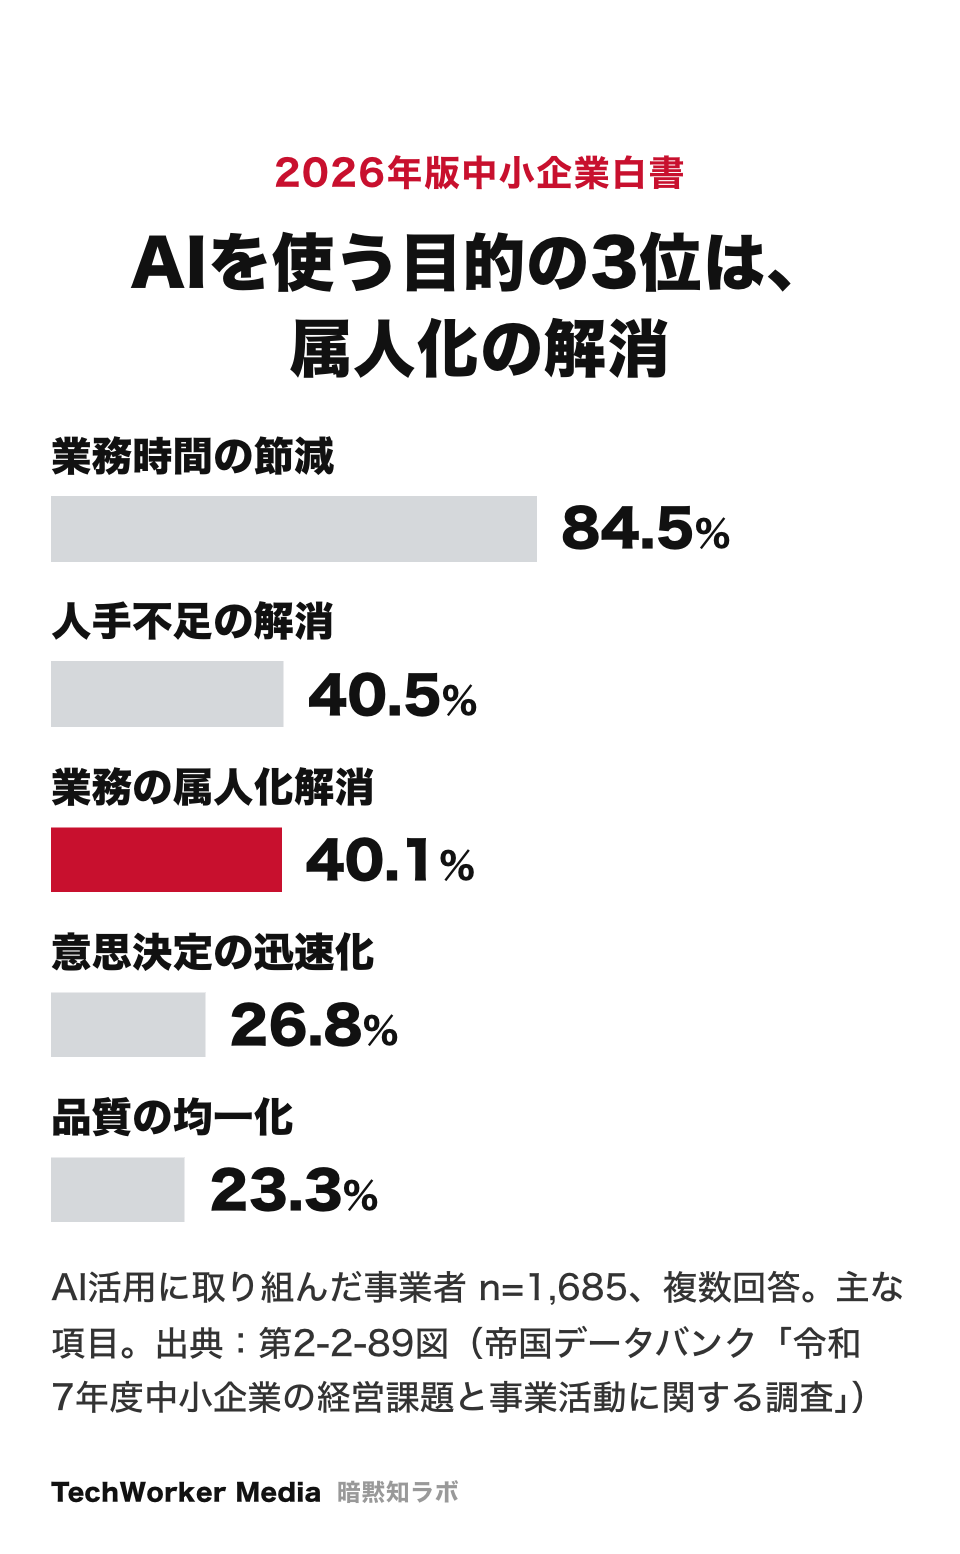 2026年版中小企業白書
AIを使う目的の3位は、
属人化の解消
業務時間の節減
84.5%
人手不足の解消
40.5%
業務の属人化解消
40.1%
意思決定の迅速化
26.8%
品質の均一化
23.3%
AI活用に取り組んだ事業者 n=1,685、複数回答。主な
項目。出典：第2-2-89図（帝国データバンク「令和
7年度中小企業の経営課題と事業活動に関する調査」）
TechWorker Media 暗黙知ラボ